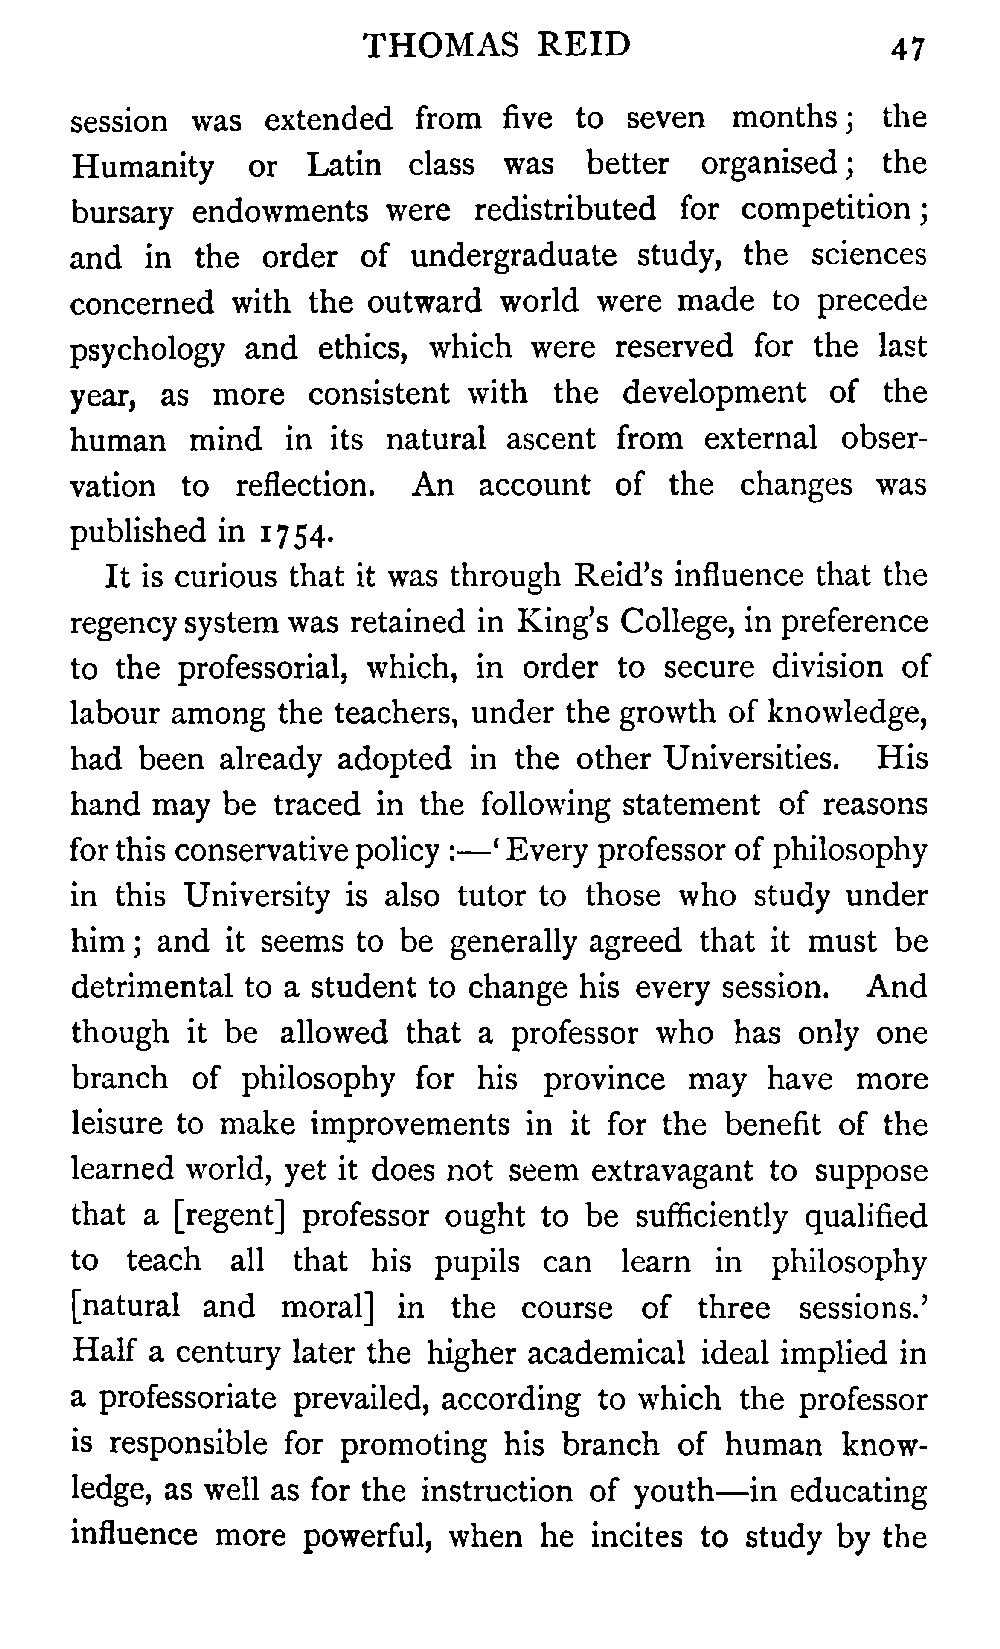 THOMAS REID 47
session was extended from five to seven months; the
Humanity or Latin class was better organised; the
bursary endowments were redistributed for competition;
and in the order of undergraduate study, the sciences
concerned with the outward world were made to precede
psychology and ethics, which were reserved for the last
year, as more consistent with the development of the
human mind in its natural ascent from external obser-
vation to reflection. An account of the changes was
published in 1754.
It is curious that it was through Reid's influence that the
regency system was retained in King's College, in preference
to the professorial, which, in order to secure division of
labour among the teachers, under the growth of knowledge,
had been already adopted in the other Universities. His
hand may be traced in the following statement of reasons
for this conservative policy :—‘Every professor of philosophy
in this University is also tutor to those who study under
him; and it seems to be generally agreed that it must be
detrimental to a student to change his every session. And
though it be allowed that a professor who has only one
branch of philosophy for his province may have more
leisure to make improvements in it for the benefit of the
learned world, yet it does not seem extravagant to suppose
that a [regent] professor ought to be sufficiently qualified
to teach all that his pupils can learn in philosophy
[natural and moral] in the course of three sessions.’
Half a century later the higher academical ideal implied in
a professoriate prevailed, according to which the professor
is responsible for promoting his branch of human know-
ledge, as well as for the instruction of youth—in educating
influence more powerful, when he incites to study by the